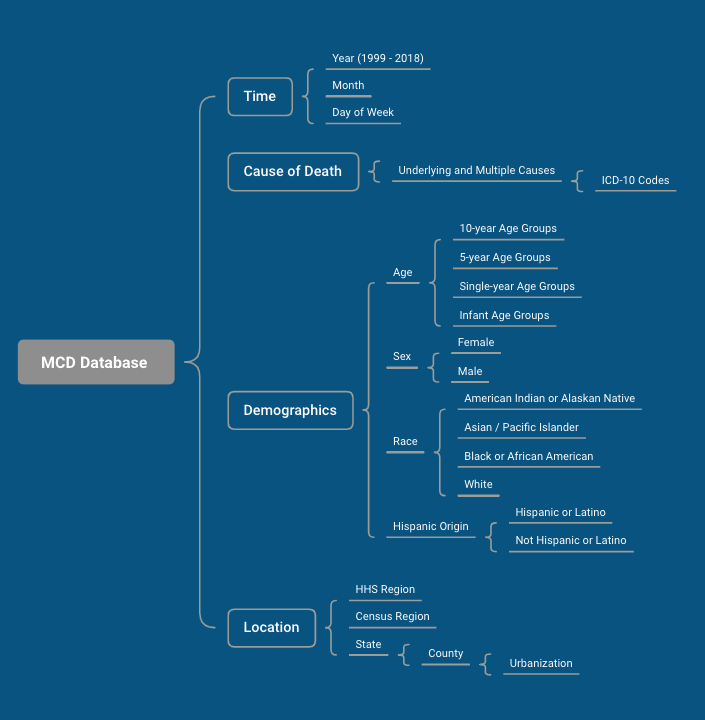 MCD Database
Time
Year (1999 - 2018)
Month
Day of Week
Cause of Death
Underlying and Multiple Causes
ICD-10 Codes
Demographics
Age
10-year Age Groups
5-year Age Groups
Single-year Age Groups
Infant Age Groups
Sex
Female
Male
Race
American Indian or Alaskan Native
Asian / Pacific Islander
Black or African American
White
Hispanic Origin
Hispanic or Latino
Not Hispanic or Latino
Location
HHS Region
Census Region
State
County
Urbanization